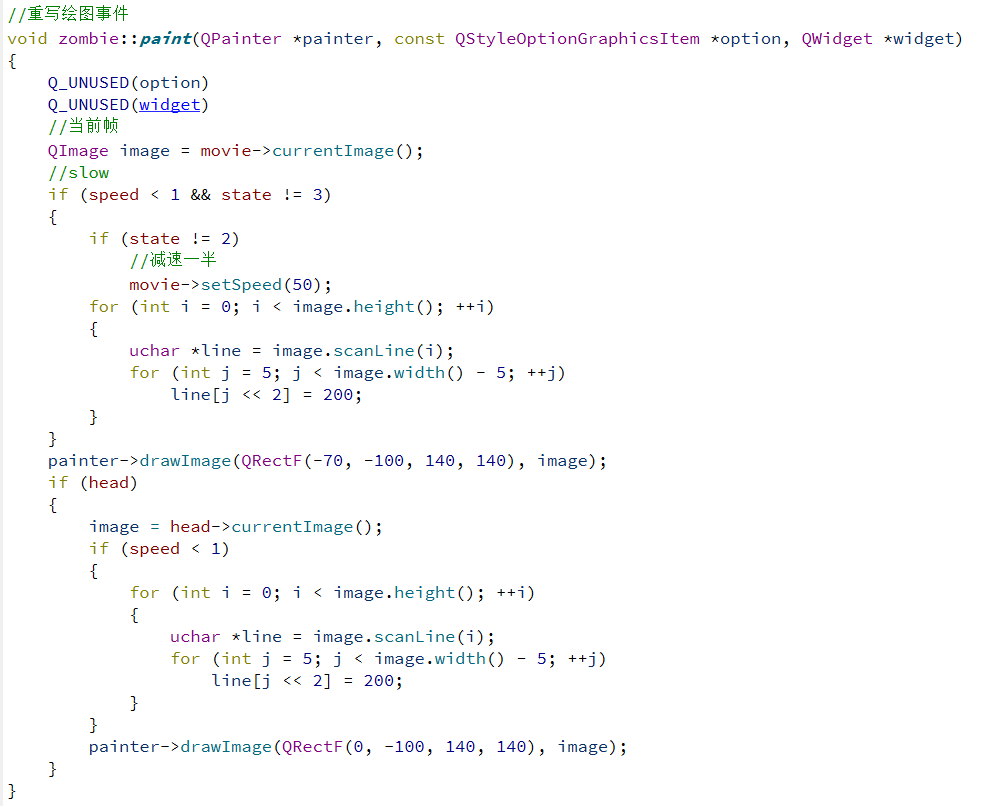 //重写绘图事件
void zombie::paint(QPainter *painter, const QStyleOptionGraphicsItem *option, QWidget *widget)
{
    Q_UNUSED(option)
    Q_UNUSED(widget)
    //当前帧
    QImage image = movie->currentImage();
    //slow
    if (speed < 1 && state != 3)
    {
        if (state != 2)
            //减速一半
            movie->setSpeed(50);
        for (int i = 0; i < image.height(); ++i)
        {
            uchar *line = image.scanLine(i);
            for (int j = 5; j < image.width() - 5; ++j)
                line[j << 2] = 200;
        }
    }
    painter->drawImage(QRectF(-70, -100, 140, 140), image);
    if (head)
    {
        image = head->currentImage();
        if (speed < 1)
        {
            for (int i = 0; i < image.height(); ++i)
            {
                uchar *line = image.scanLine(i);
                for (int j = 5; j < image.width() - 5; ++j)
                    line[j << 2] = 200;
            }
        }
        painter->drawImage(QRectF(0, -100, 140, 140), image);
    }
}